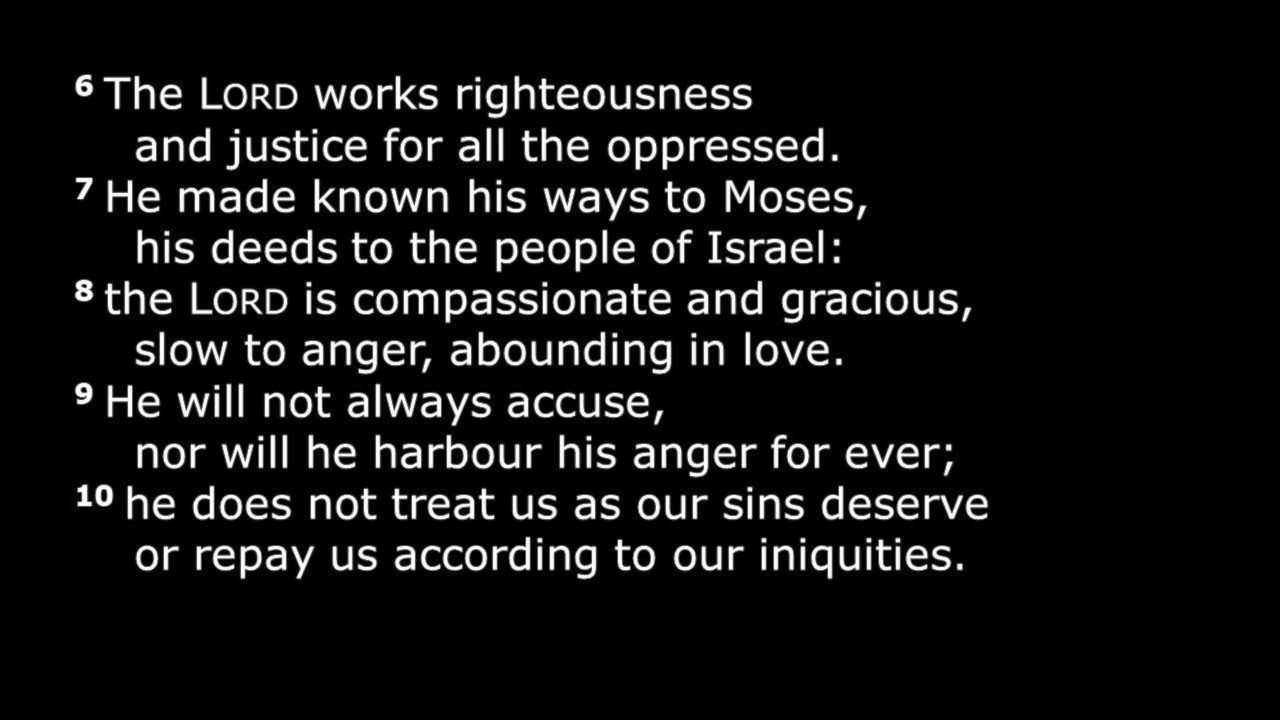 6 The LORD works righteousness
and justice for all the oppressed.
7 He made known his ways to Moses,
his deeds to the people of Israel:
8 the LORD is compassionate and gracious,
slow to anger, abounding in love.
9 He will not always accuse,
nor will he harbour his anger for ever;
10 he does not treat us as our sins deserve
or repay us according to our iniquities.